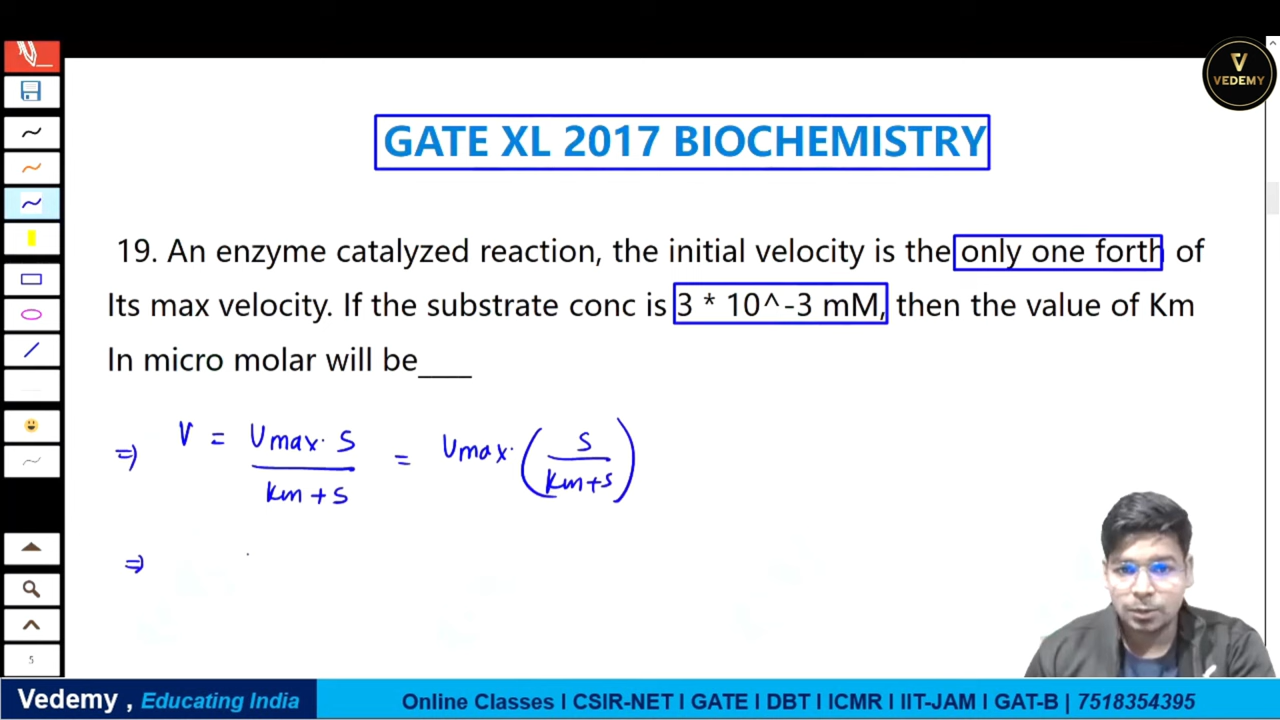 V
VEDEMY
GATE XL 2017 BIOCHEMISTRY
19. An enzyme catalyzed reaction, the initial velocity is the only one forth of
Its max velocity. If the substrate conc is 3 * 10^-3 mM, then the value of Km
In micro molar will be____
⇒ V = Vmax· S / Km + S = Vmax· ( S / Km + S )
⇒
5
Vedemy , Educating India Online Classes I CSIR-NET I GATE I DBT I ICMR I IIT-JAM I GAT-B | 7518354395